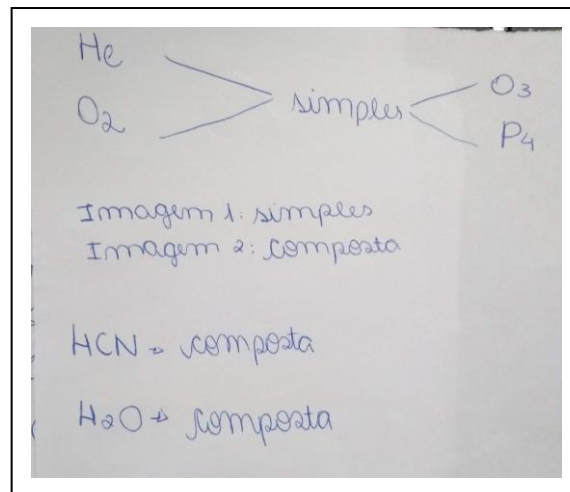 He
O2
simples
O3
P4
Imagem 1: simples
Imagem 2: composta
HCN → composta
H2O → composta